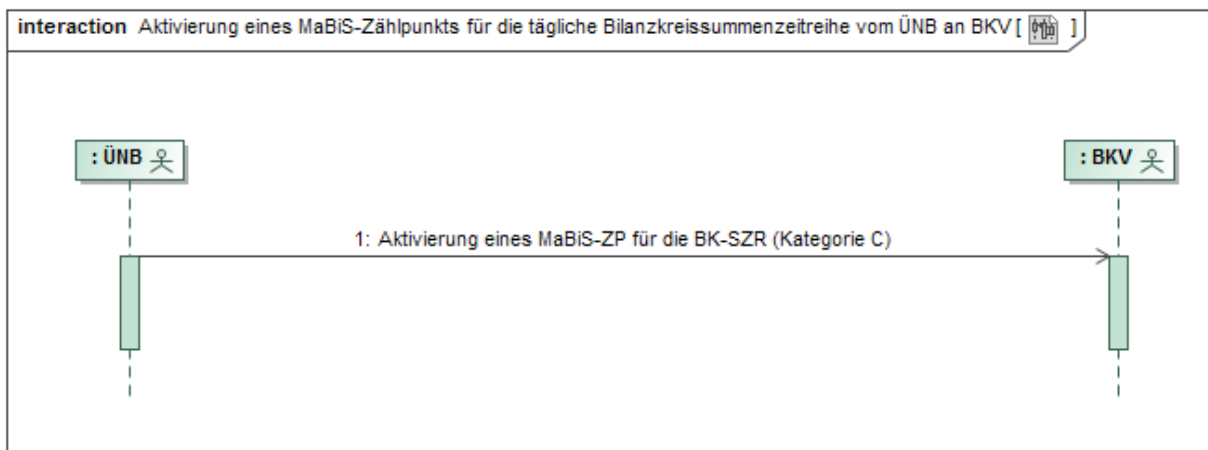 interaction Aktivierung eines MaBiS-Zählpunkts für die tägliche Bilanzkreissummenzeitreihe vom ÜNB an BKV [ ]
: ÜNB
: BKV
1: Aktivierung eines MaBiS-ZP für die BK-SZR (Kategorie C)